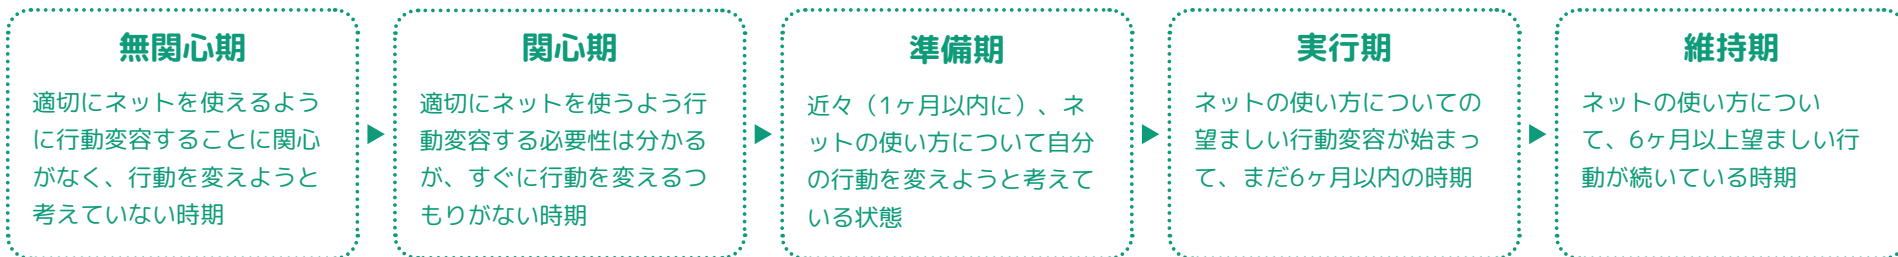 無関心期
適切にネットを使えるよう
に行動変容することに関心
がなく、行動を変えようと
考えていない時期
関心期
適切にネットを使うよう行
動変容する必要性は分かる
が、すぐに行動を変えるつ
もりがない時期
準備期
近々（1ヶ月以内に）、ネ
ットの使い方について自分
の行動を変えようと考えて
いる状態
実行期
ネットの使い方についての
望ましい行動変容が始まっ
て、まだ6ヶ月以内の時期
維持期
ネットの使い方につい
て、6ヶ月以上望ましい行
動が続いている時期